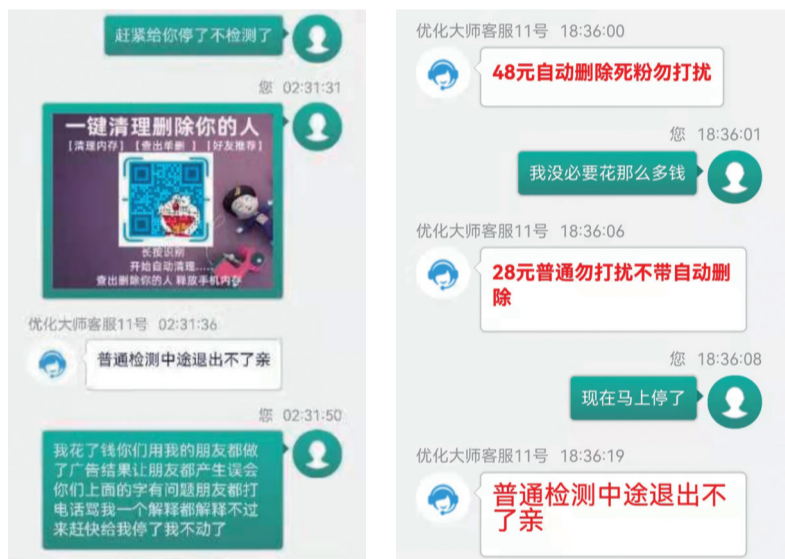 赶紧给你停了不检测了
您 02:31:31
一键清理删除你的人
【清理内存】【查出单删 】【好友推荐】
长按识别
开始自动清理.....
查出删除你的人 释放手机内存
优化大师客服11号 02:31:36
普通检测中途退出不了亲
您 02:31:50
我花了钱你们用我的朋友都做
了广告结果让朋友都产生误会
你们上面的字有问题朋友都打
电话骂我一个解释都解释不过
来赶快给我停了我不动了
优化大师客服11号 18:36:00
48元自动删除死粉勿打扰
您 18:36:01
我没必要花那么多钱
优化大师客服11号 18:36:06
28元普通勿打扰不带自动删
除
您 18:36:08
现在马上停了
优化大师客服11号 18:36:19
普通检测中途退出不
了亲